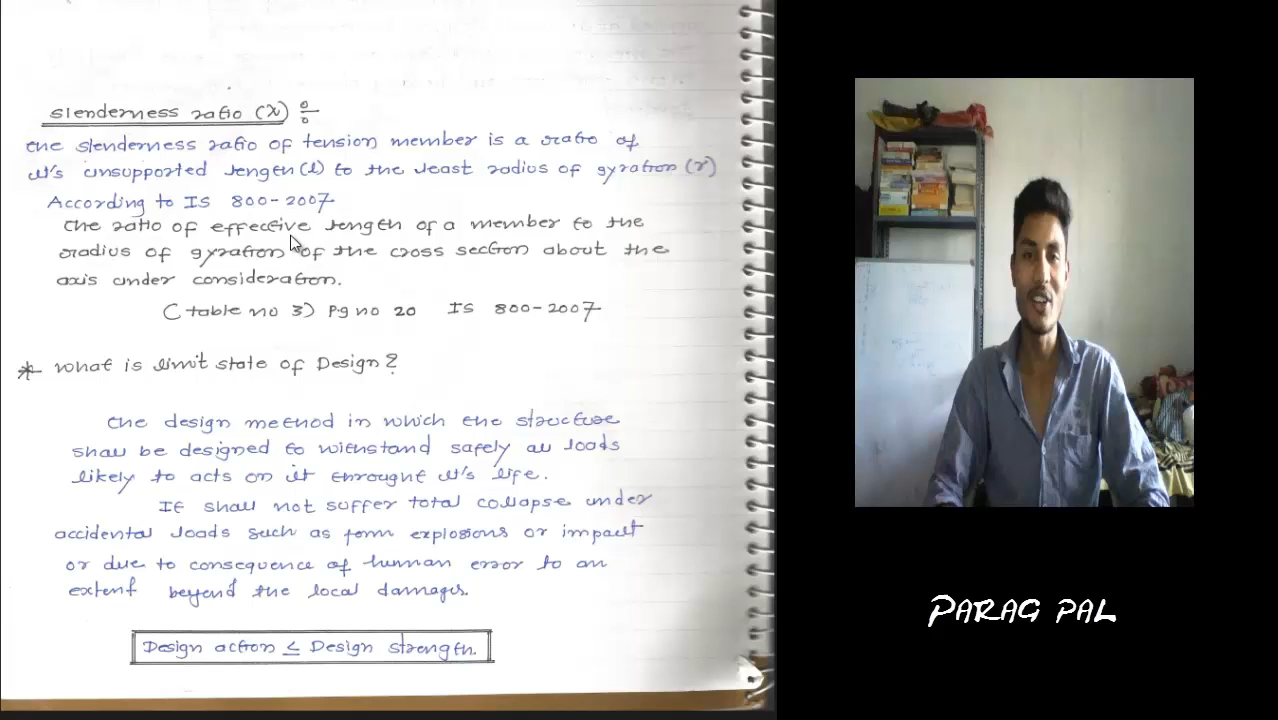 Slenderness ratio (λ) :-
The slenderness ratio of tension member is a ratio of
it's unsupported length (l) to the least radius of gyration (r)
According to IS 800-2007
The ratio of effective length of a member to the
radius of gyration of the cross section about the
axis under consideration.
(table no 3) Pg no 20 IS 800-2007
* What is limit state of Design?
The design method in which the structure
shall be designed to withstand safely all loads
likely to acts on it throught it's life.
It shall not suffer total collapse under
accidental loads such as form explosions or impact
or due to consequence of human error to an
extent beyend the local damages.
Design action ≤ Design strength.
PARAG PAL